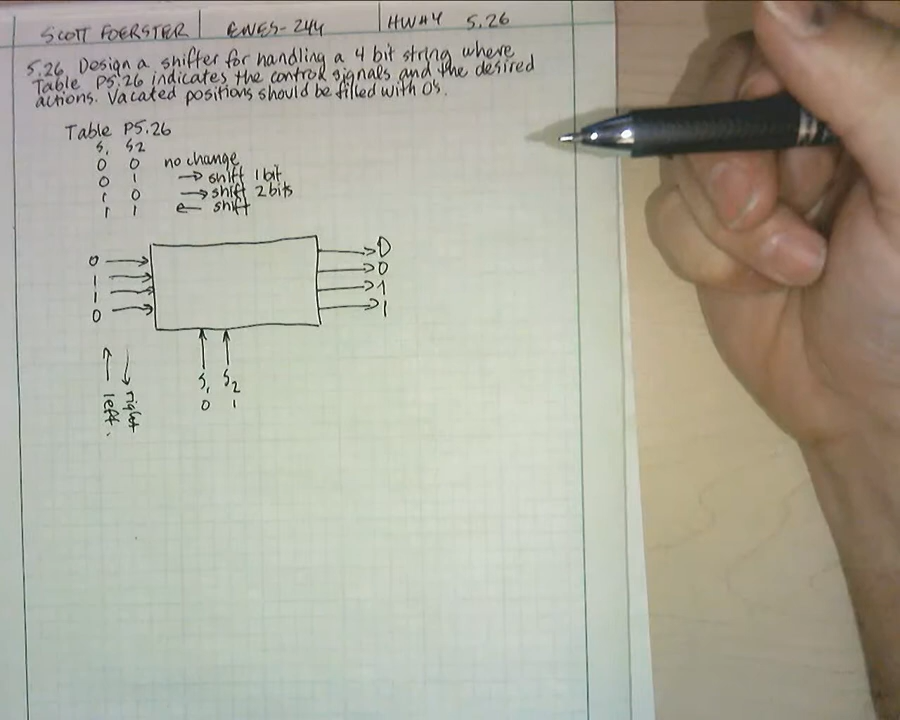 SCOTT FOERSTER ENES-244 HW#4 5.26
5.26 Design a shifter for handling a 4 bit string where
Table P5.26 indicates the control signals and the desired
actions. Vacated positions should be filled with 0's.
Table P5.26
S1 S2
0 0 no change
0 1 → shift 1 bit
1 0 → shift 2 bits
1 1 ← shift
0 0
1 0
1 1
0 1
← left.
→ right
S1 S2
0 1